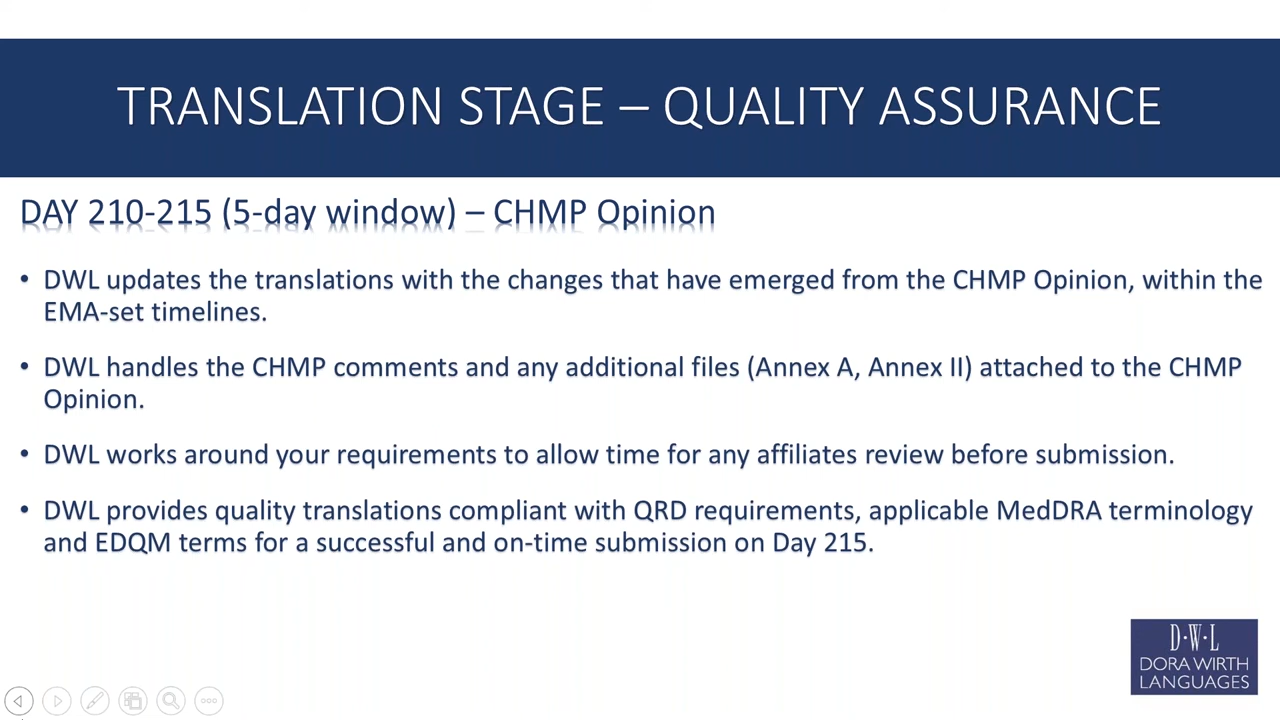 TRANSLATION STAGE – QUALITY ASSURANCE
DAY 210-215 (5-day window) – CHMP Opinion
• DWL updates the translations with the changes that have emerged from the CHMP Opinion, within the
EMA-set timelines.
• DWL handles the CHMP comments and any additional files (Annex A, Annex II) attached to the CHMP
Opinion.
• DWL works around your requirements to allow time for any affiliates review before submission.
• DWL provides quality translations compliant with QRD requirements, applicable MedDRA terminology
and EDQM terms for a successful and on-time submission on Day 215.
D·W·L
DORA WIRTH
LANGUAGES